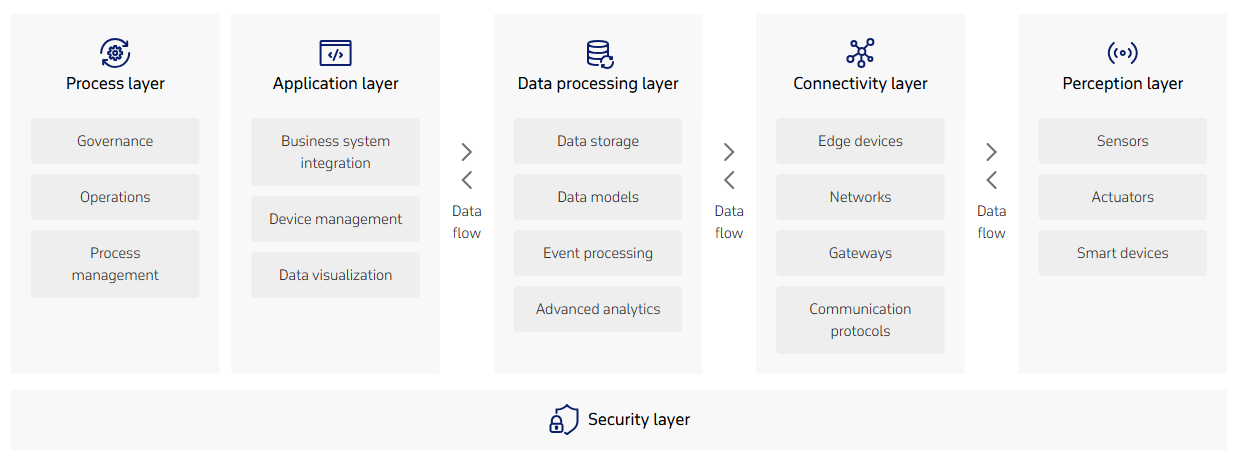 Process layer
Governance
Operations
Process
management
Application layer
Business system
integration
Device management
Data visualization
Data
flow
Data processing layer
Data storage
Data models
Event processing
Advanced analytics
Data
flow
Connectivity layer
Edge devices
Networks
Gateways
Communication
protocols
Data
flow
Perception layer
Sensors
Actuators
Smart devices
Security layer